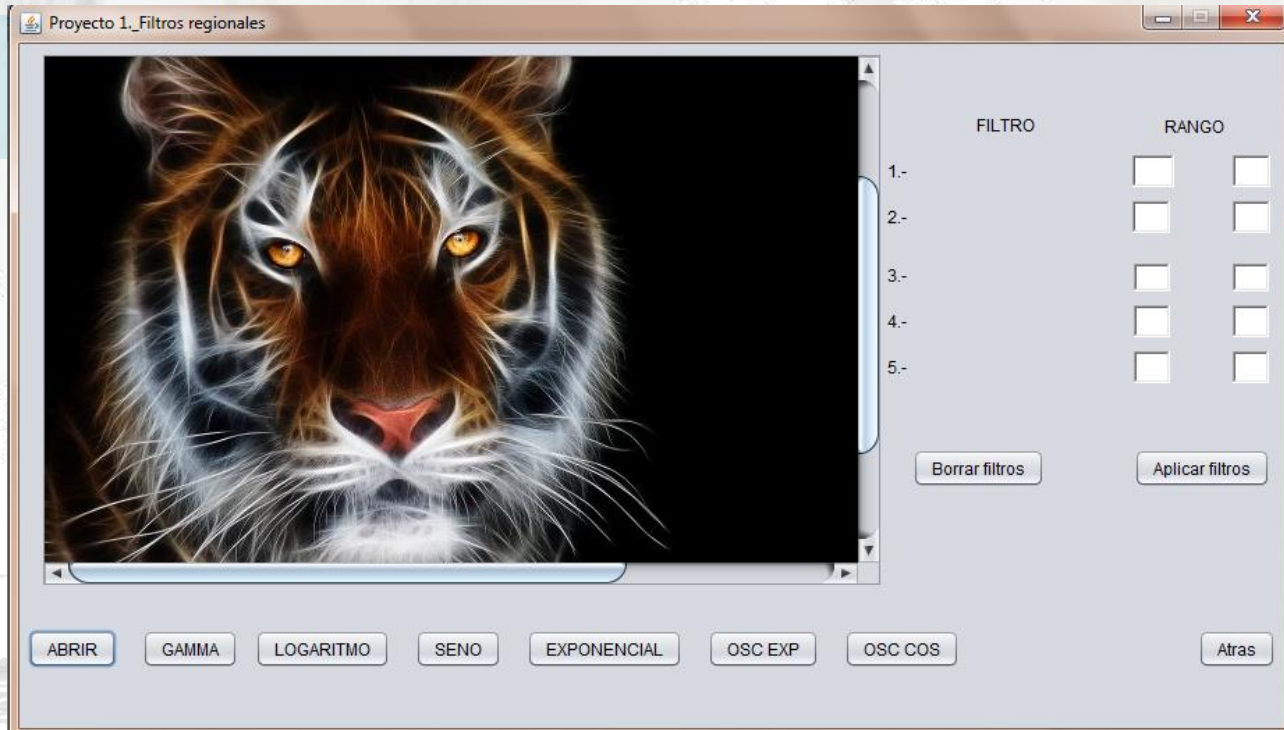 Proyecto 1._Filtros regionales
FILTRO RANGO
1.-
2.-
3.-
4.-
5.-
Borrar filtros Aplicar filtros
ABRIR GAMMA LOGARITMO SENO EXPONENCIAL OSC EXP OSC COS Atras